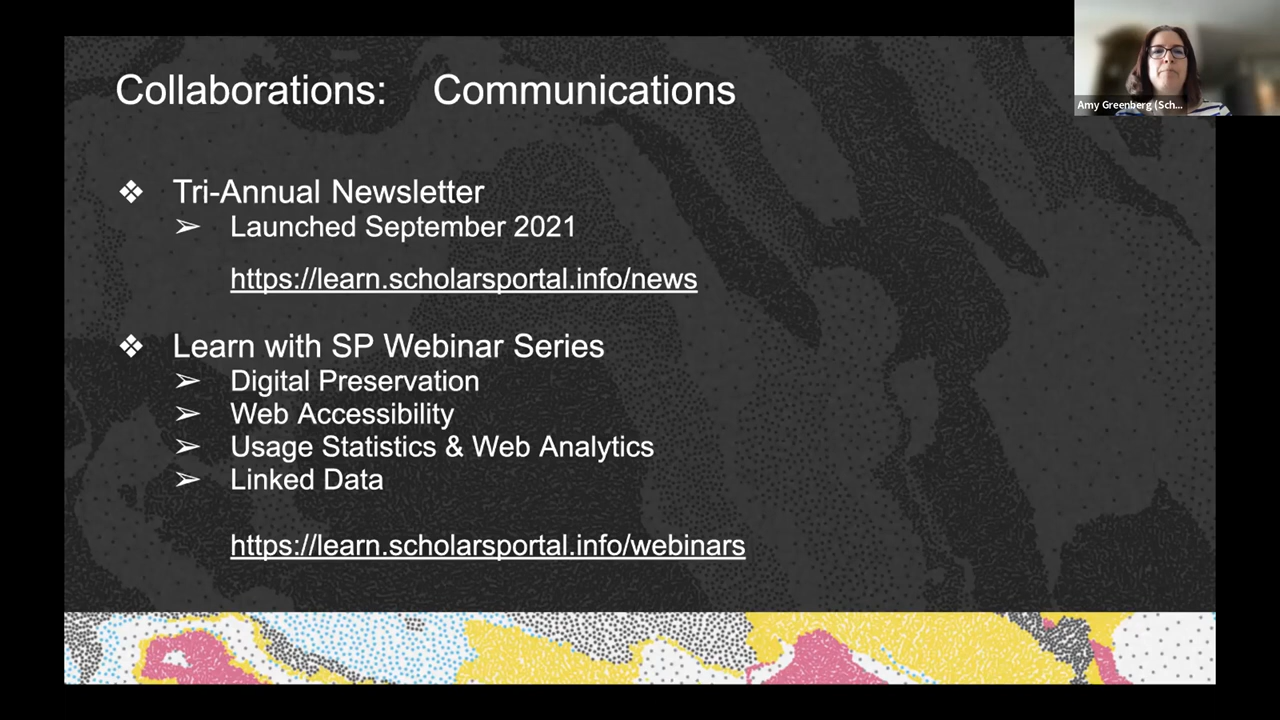 Collaborations: Communications
Amy Greenberg (Sch...
❖ Tri-Annual Newsletter
➢ Launched September 2021
https://learn.scholarsportal.info/news
❖ Learn with SP Webinar Series
➢ Digital Preservation
➢ Web Accessibility
➢ Usage Statistics & Web Analytics
➢ Linked Data
https://learn.scholarsportal.info/webinars